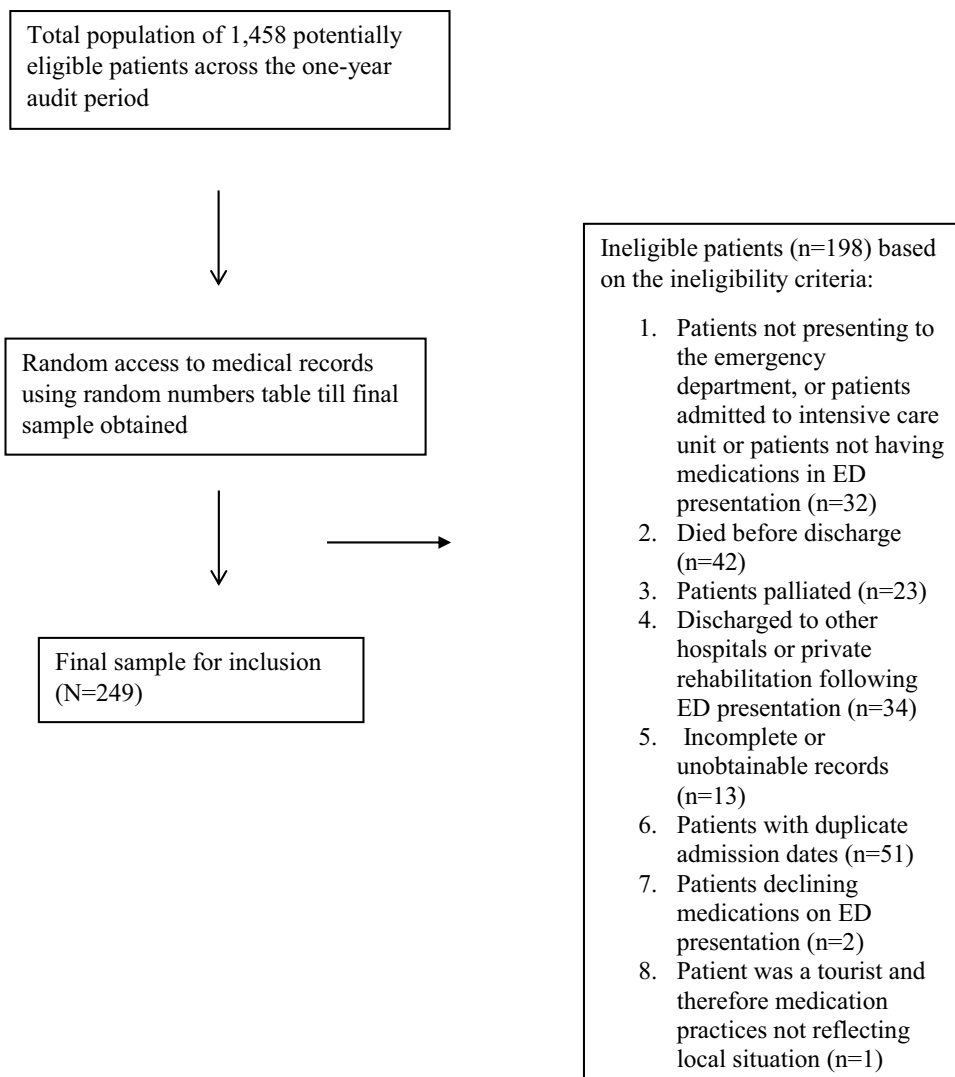 Total population of 1,458 potentially
eligible patients across the one-year
audit period
Random access to medical records
using random numbers table till final
sample obtained
Final sample for inclusion
(N=249)
Ineligible patients (n=198) based
on the ineligibility criteria:
1. Patients not presenting to
the emergency
department, or patients
admitted to intensive care
unit or patients not having
medications in ED
presentation (n=32)
2. Died before discharge
(n=42)
3. Patients palliated (n=23)
4. Discharged to other
hospitals or private
rehabilitation following
ED presentation (n=34)
5. Incomplete or
unobtainable records
(n=13)
6. Patients with duplicate
admission dates (n=51)
7. Patients declining
medications on ED
presentation (n=2)
8. Patient was a tourist and
therefore medication
practices not reflecting
local situation (n=1)